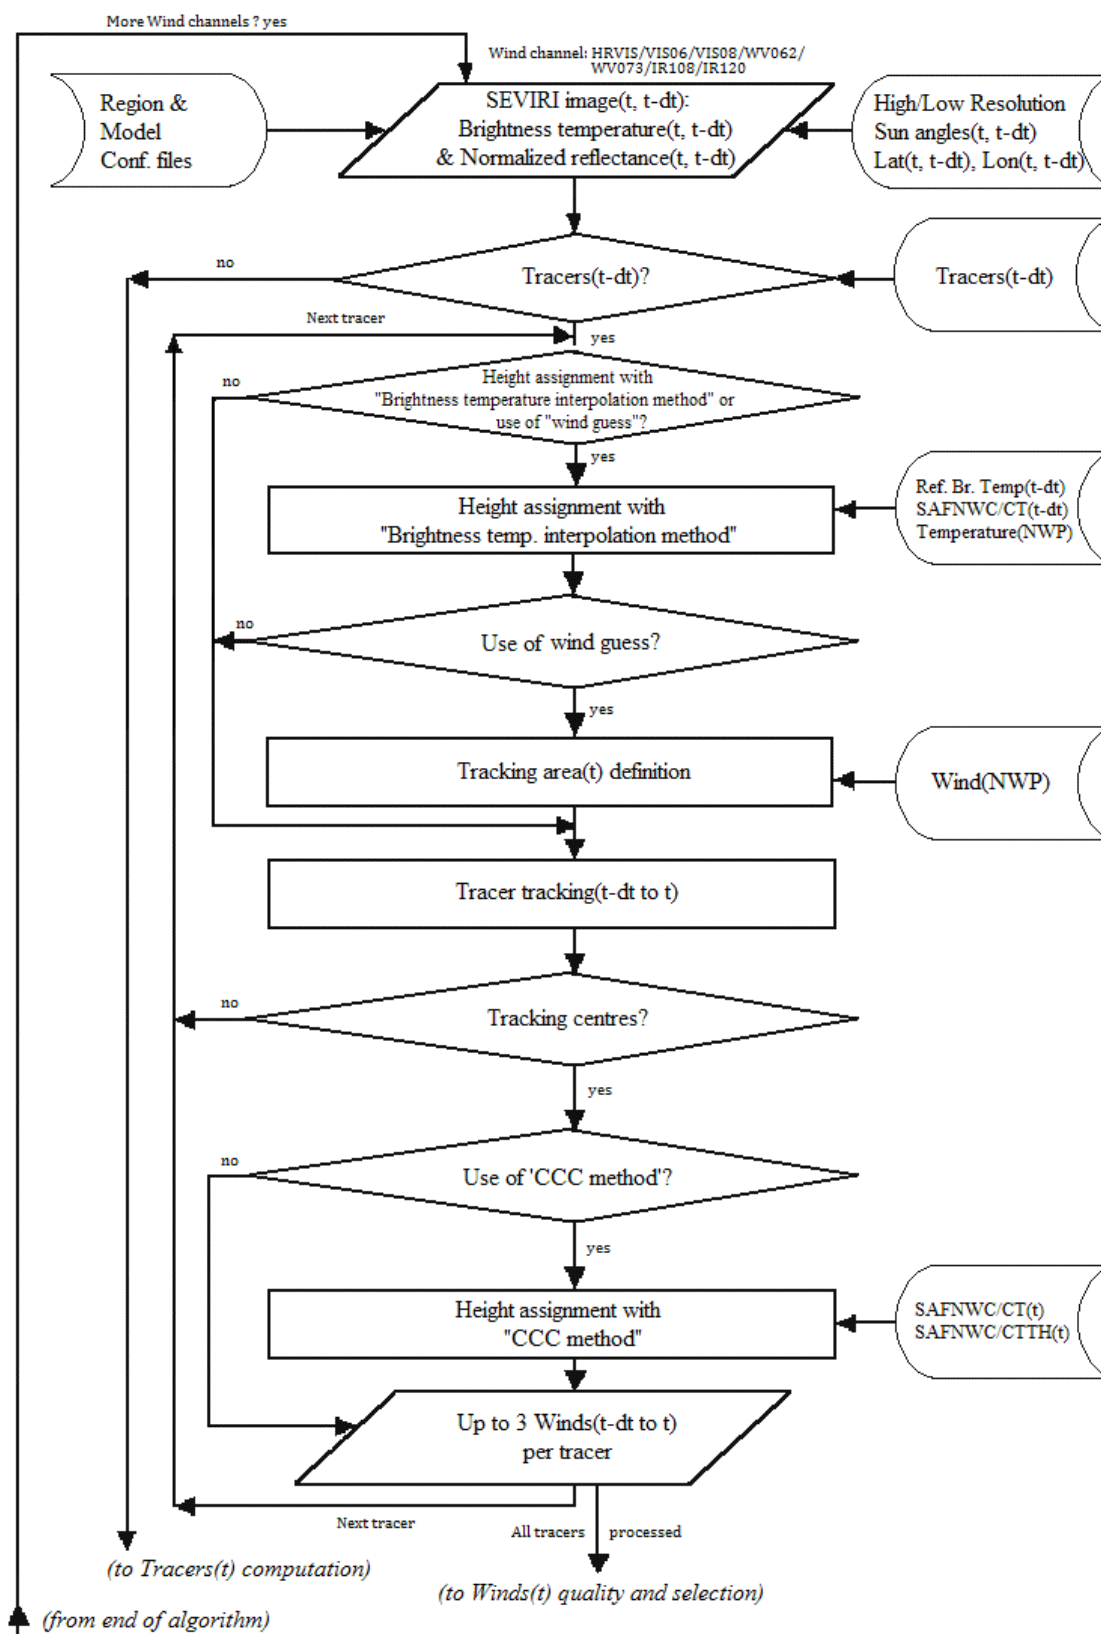 More Wind channels ? yes
Wind channel: HRVIS/VIS06/VIS08/WV062/
WV073/IR108/IR120
Region &
Model
Conf. files
SEVIRI image(t, t-dt):
Brightness temperature(t, t-dt)
& Normalized reflectance(t, t-dt)
High/Low Resolution
Sun angles(t, t-dt)
Lat(t, t-dt), Lon(t, t-dt)
no
Tracers(t-dt)?
Tracers(t-dt)
Next tracer
yes
no
Height assignment with
"Brightness temperature interpolation method" or
use of "wind guess"?
yes
Height assignment with
"Brightness temp. interpolation method"
Ref. Br. Temp(t-dt)
SAFNWC/CT(t-dt)
Temperature(NWP)
no
Use of wind guess?
yes
Tracking area(t) definition
Wind(NWP)
Tracer tracking(t-dt to t)
no
Tracking centres?
yes
no
Use of 'CCC method'?
yes
Height assignment with
"CCC method"
SAFNWC/CT(t)
SAFNWC/CTTH(t)
Up to 3 Winds(t-dt to t)
per tracer
Next tracer
All tracers processed
(to Tracers(t) computation)
(to Winds(t) quality and selection)
(from end of algorithm)